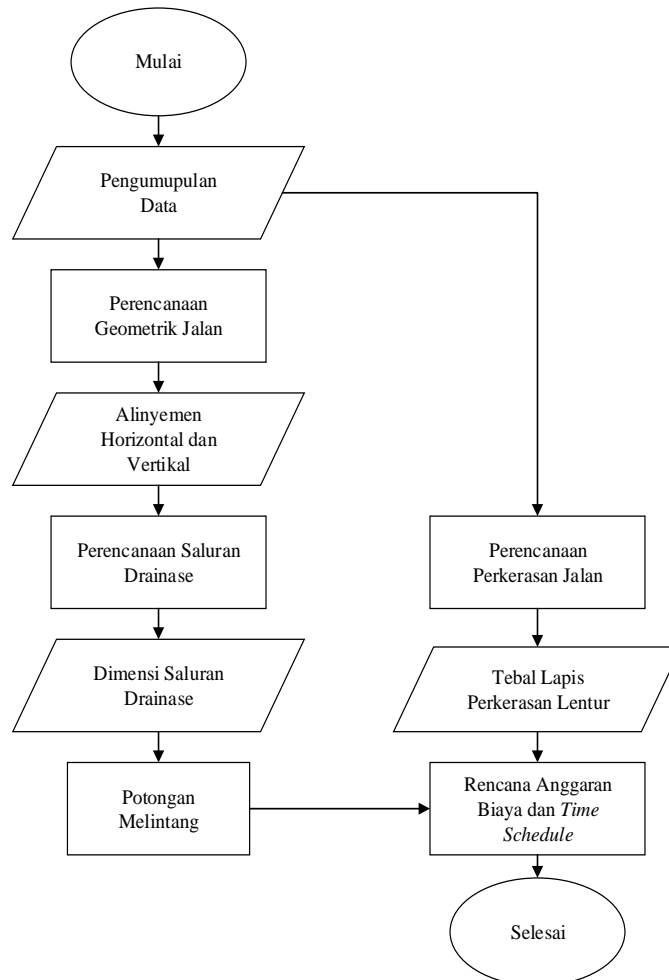 Mulai
Pengumupulan
Data
Perencanaan
Geometrik Jalan
Alinyemen
Horizontal dan
Vertikal
Perencanaan Saluran
Drainase
Dimensi Saluran
Drainase
Potongan
Melintang
Perencanaan
Perkerasan Jalan
Tebal Lapis
Perkerasan Lentur
Rencana Anggaran
Biaya dan Time
Schedule
Selesai